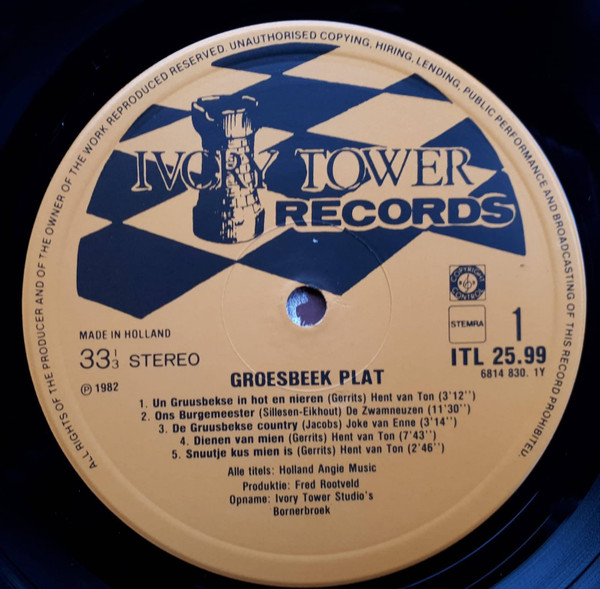 ALL RIGHTS OF THE PRODUCER AND OF THE OWNER OF THE WORK REPRODUCED RESERVED. UNAUTHORISED COPYING, HIRING, LENDING, PUBLIC PERFORMANCE AND BROADCASTING OF THIS RECORD PROHIBITED.
IVORY TOWER
RECORDS
COPYRIGHT
CONTROL
MADE IN HOLLAND
STEMRA
1
33 1/3 STEREO
ITL 25.99
6814 830. 1Y
℗ 1982
GROESBEEK PLAT
1. Un Gruusbekse in hot en nieren (Gerrits) Hent van Ton (3'12'')
2. Ons Burgemeester (Sillesen-Eikhout) De Zwamneuzen (11'30'')
3. De Gruusbekse country (Jacobs) Joke van Enne (3'14'')
4. Dienen van mien (Gerrits) Hent van Ton (7'43'')
5. Snuutje kus mien is (Gerrits) Hent van Ton (2'46'')
Alle titels: Holland Angie Music
Produktie: Fred Rootveld
Opname: Ivory Tower Studio's
Bornerbroek